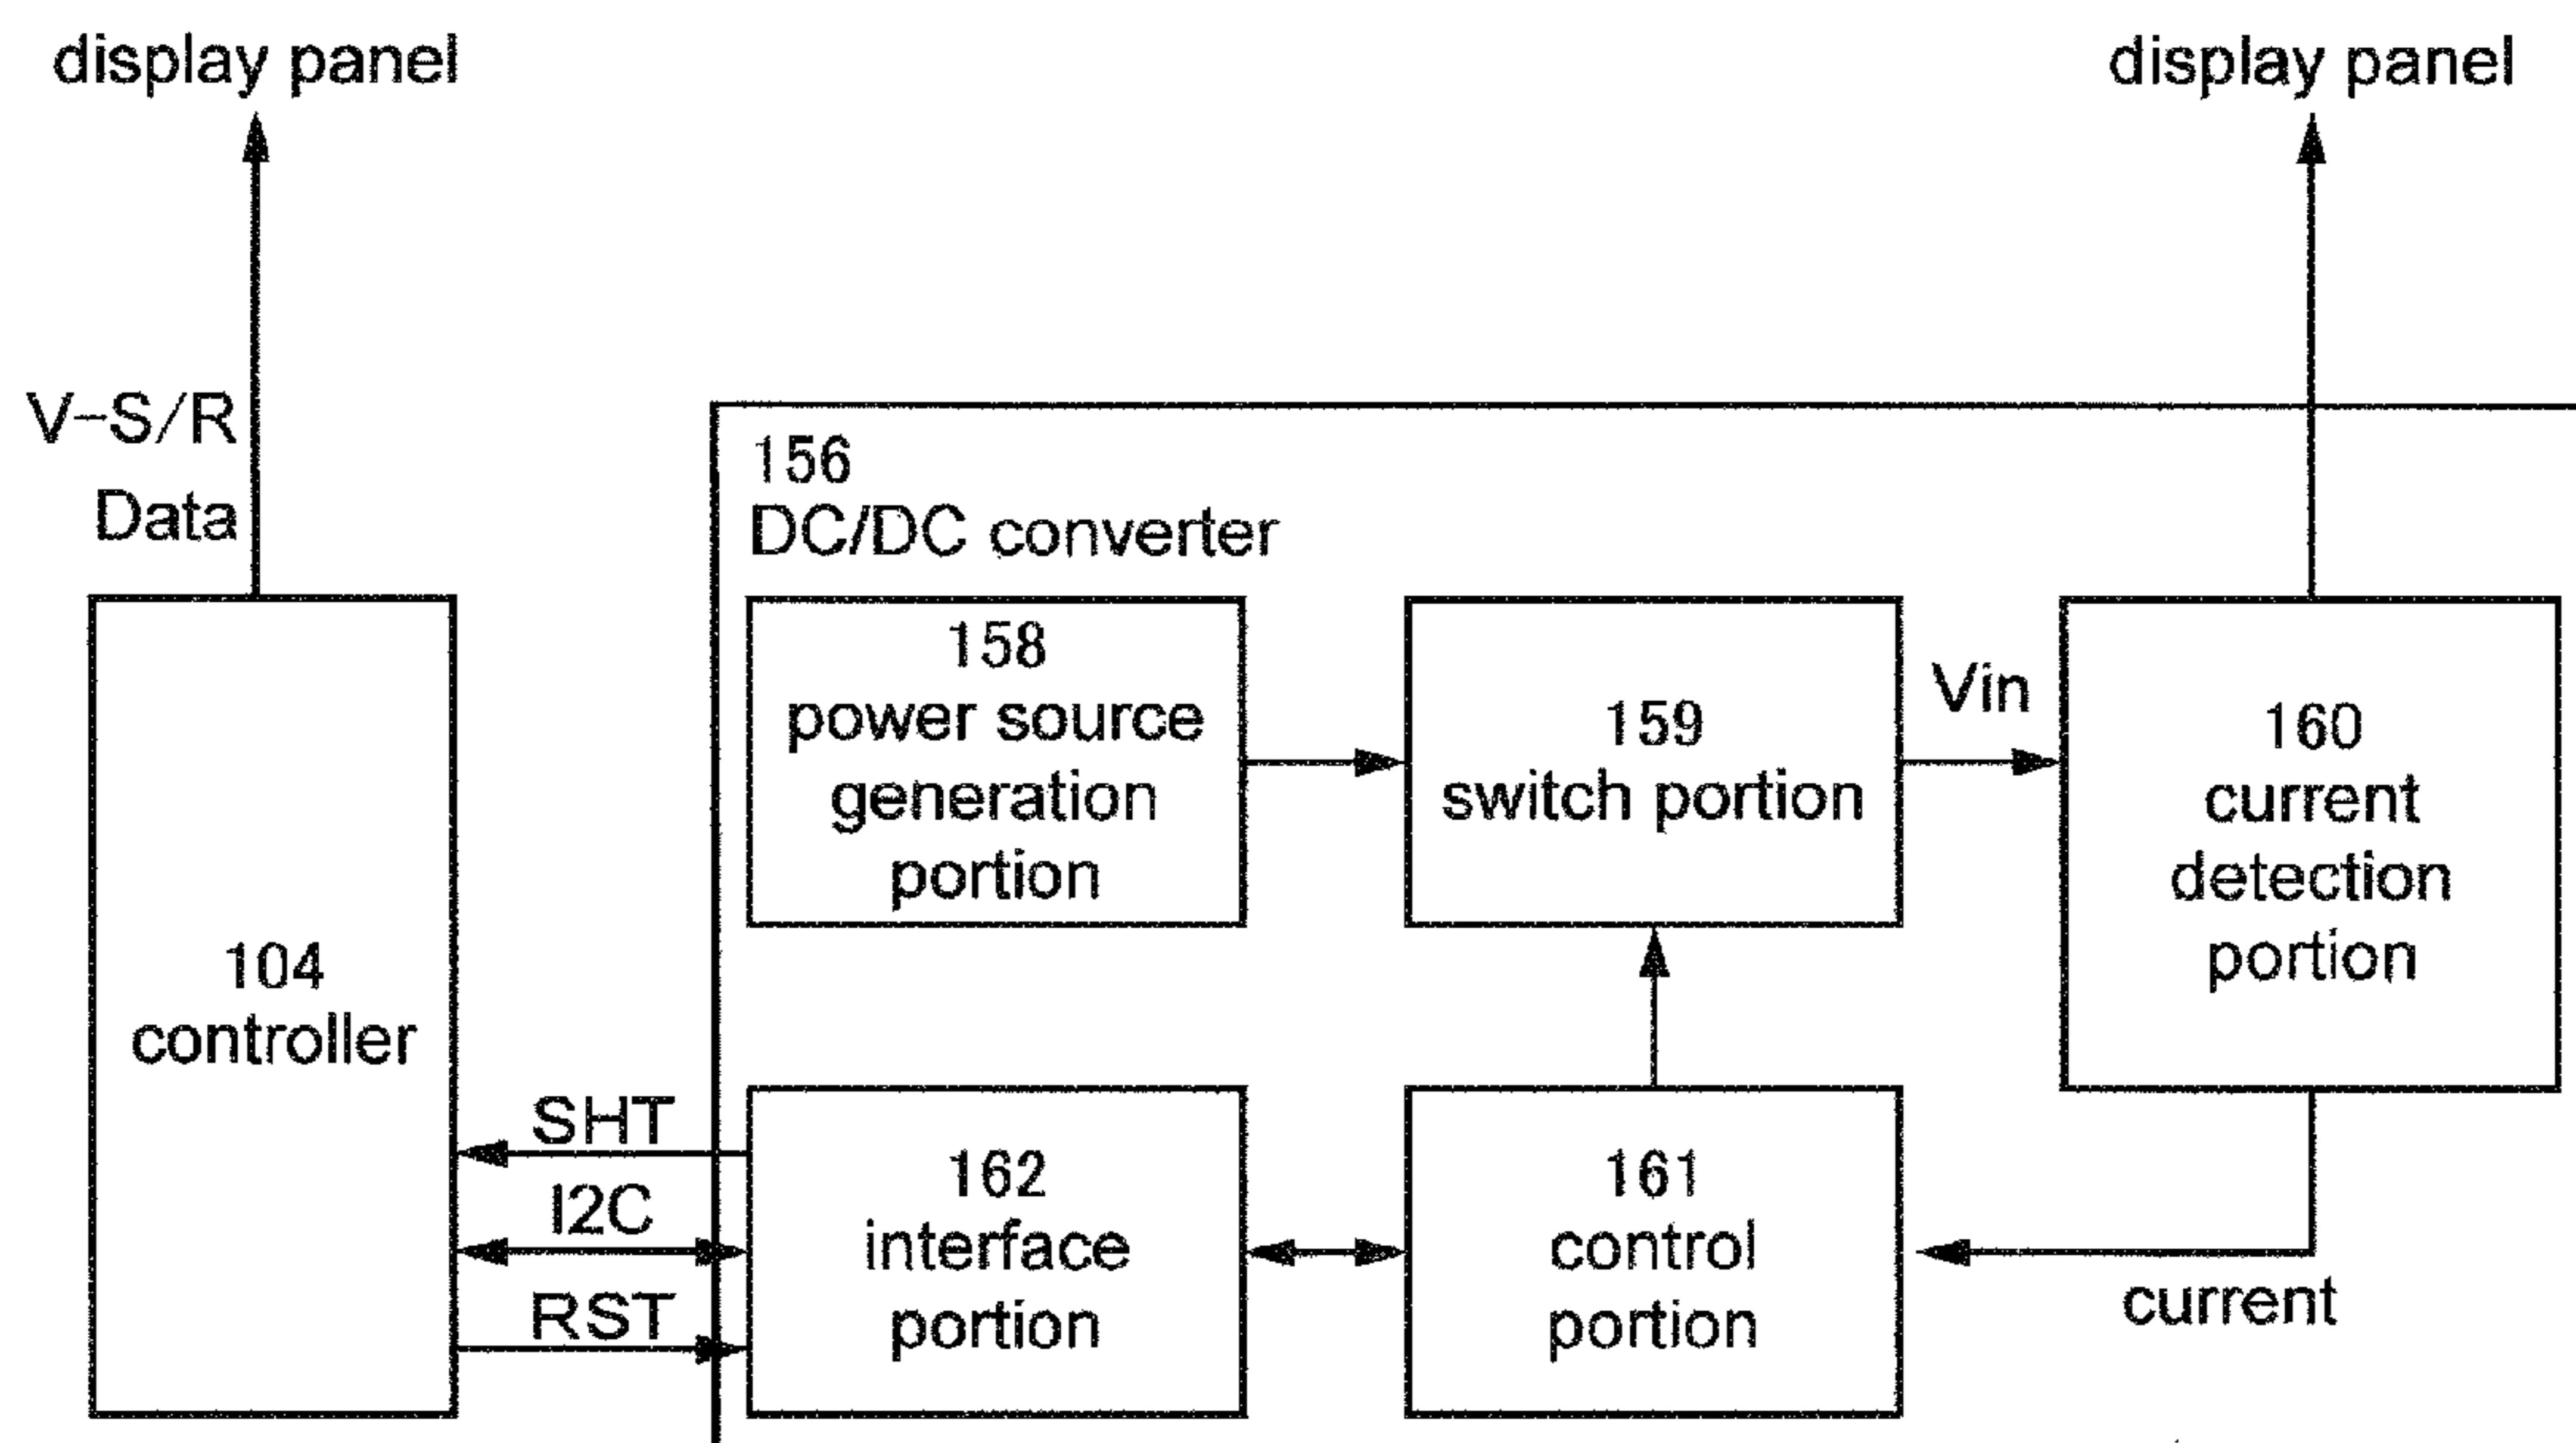 display panel
display panel
V-S/R
Data
156
DC/DC converter
158
power source
generation
portion
159
switch portion
Vin
160
current
detection
portion
104
controller
SHT
I2C
RST
162
interface
portion
161
control
portion
current